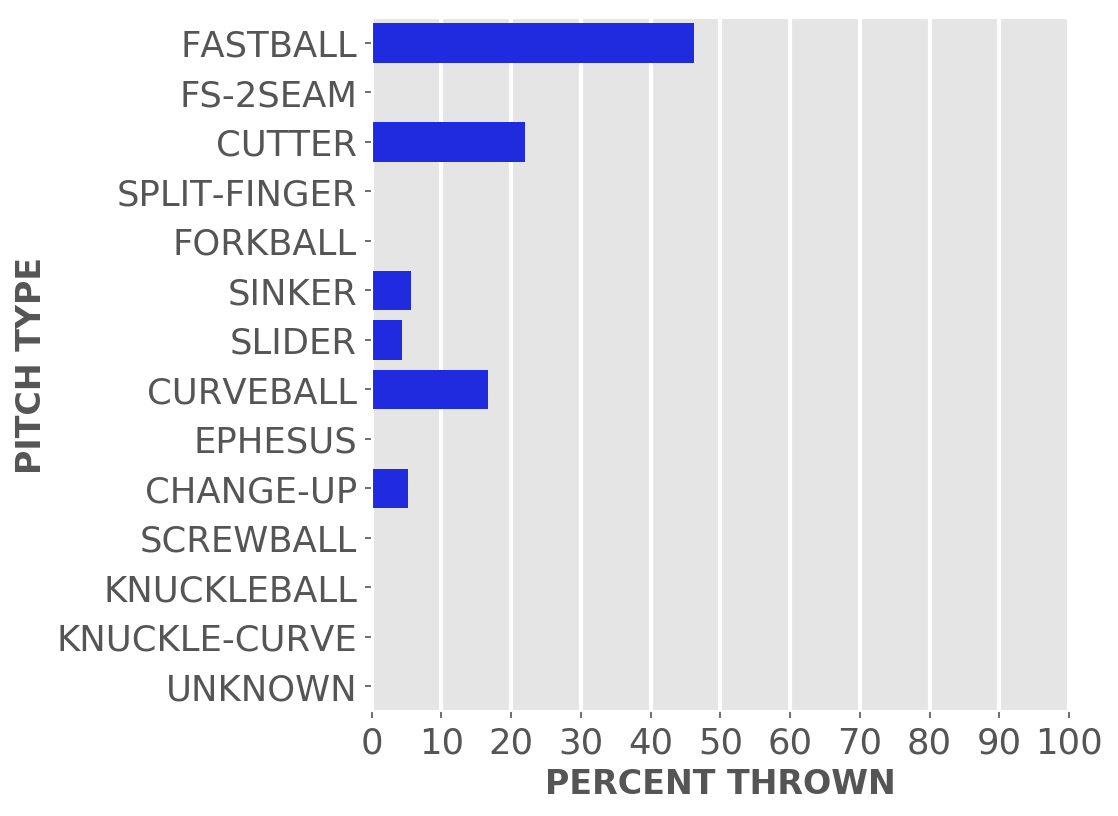 FASTBALL
FS-2SEAM
CUTTER
SPLIT-FINGER
FORKBALL
SINKER
SLIDER
CURVEBALL
EPHESUS
CHANGE-UP
SCREWBALL
KNUCKLEBALL
KNUCKLE-CURVE
UNKNOWN
PITCH TYPE
0 10 20 30 40 50 60 70 80 90 100
PERCENT THROWN